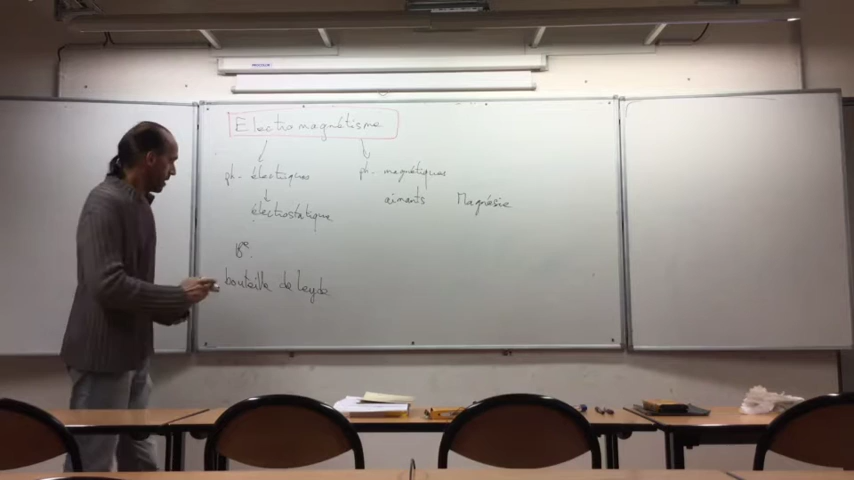 Electromagnétisme
ph. électriques
ph. magnétiques
électrostatique
aimants Magnésie
18e.
bouteille de Leyde